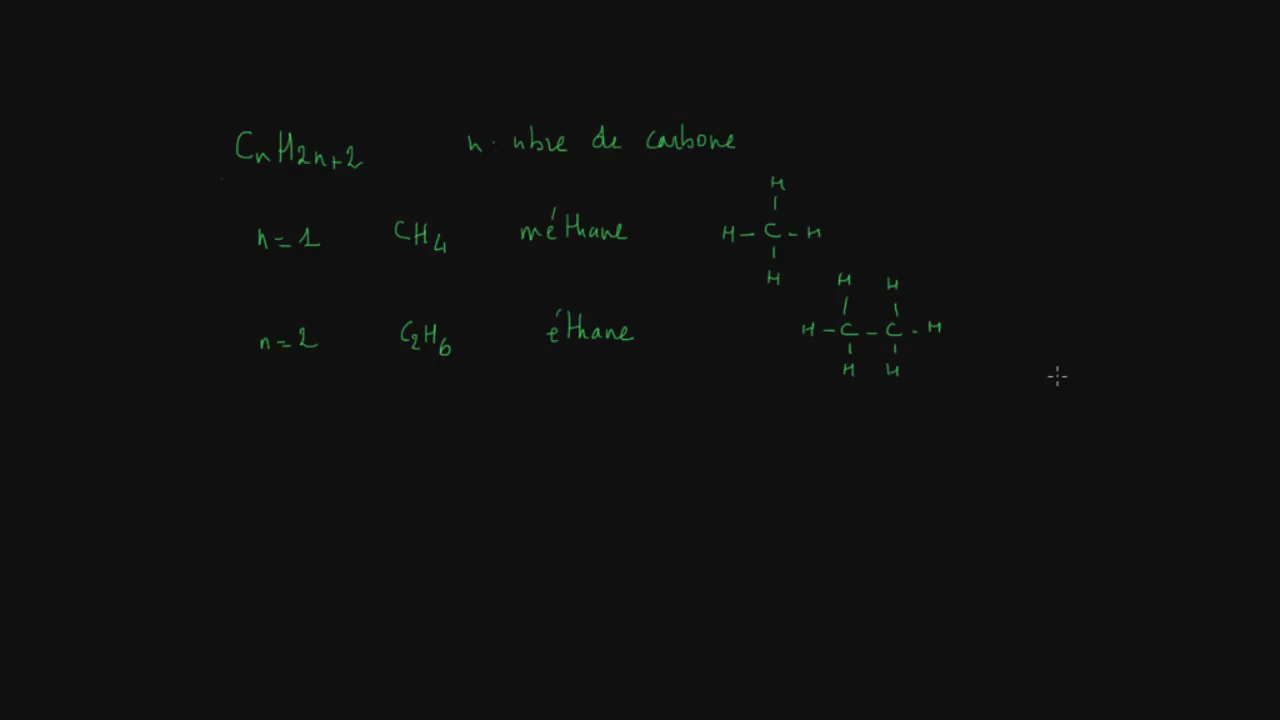 CnH2n+2 n: nbre de carbone
n=1 CH4 méthane
H
H-C-H
H
n=2 C2H6 éthane
H H
H-C-C-H
H H